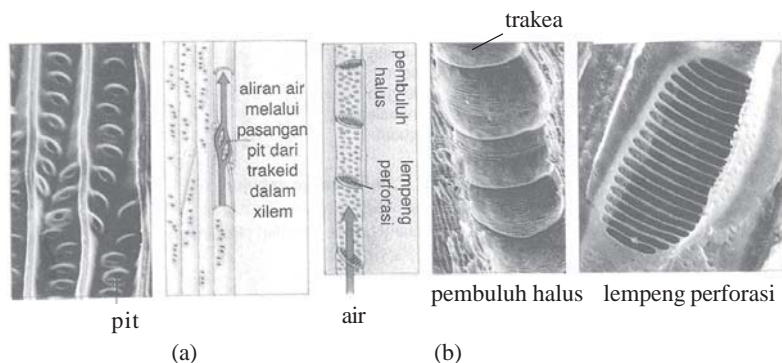 trakea
aliran air
melalui
pasangan
pit dari
trakeid
dalam
xilem
pembuluh
halus
lempeng
perforasi
pit
air
pembuluh halus
lempeng perforasi
(a)
(b)